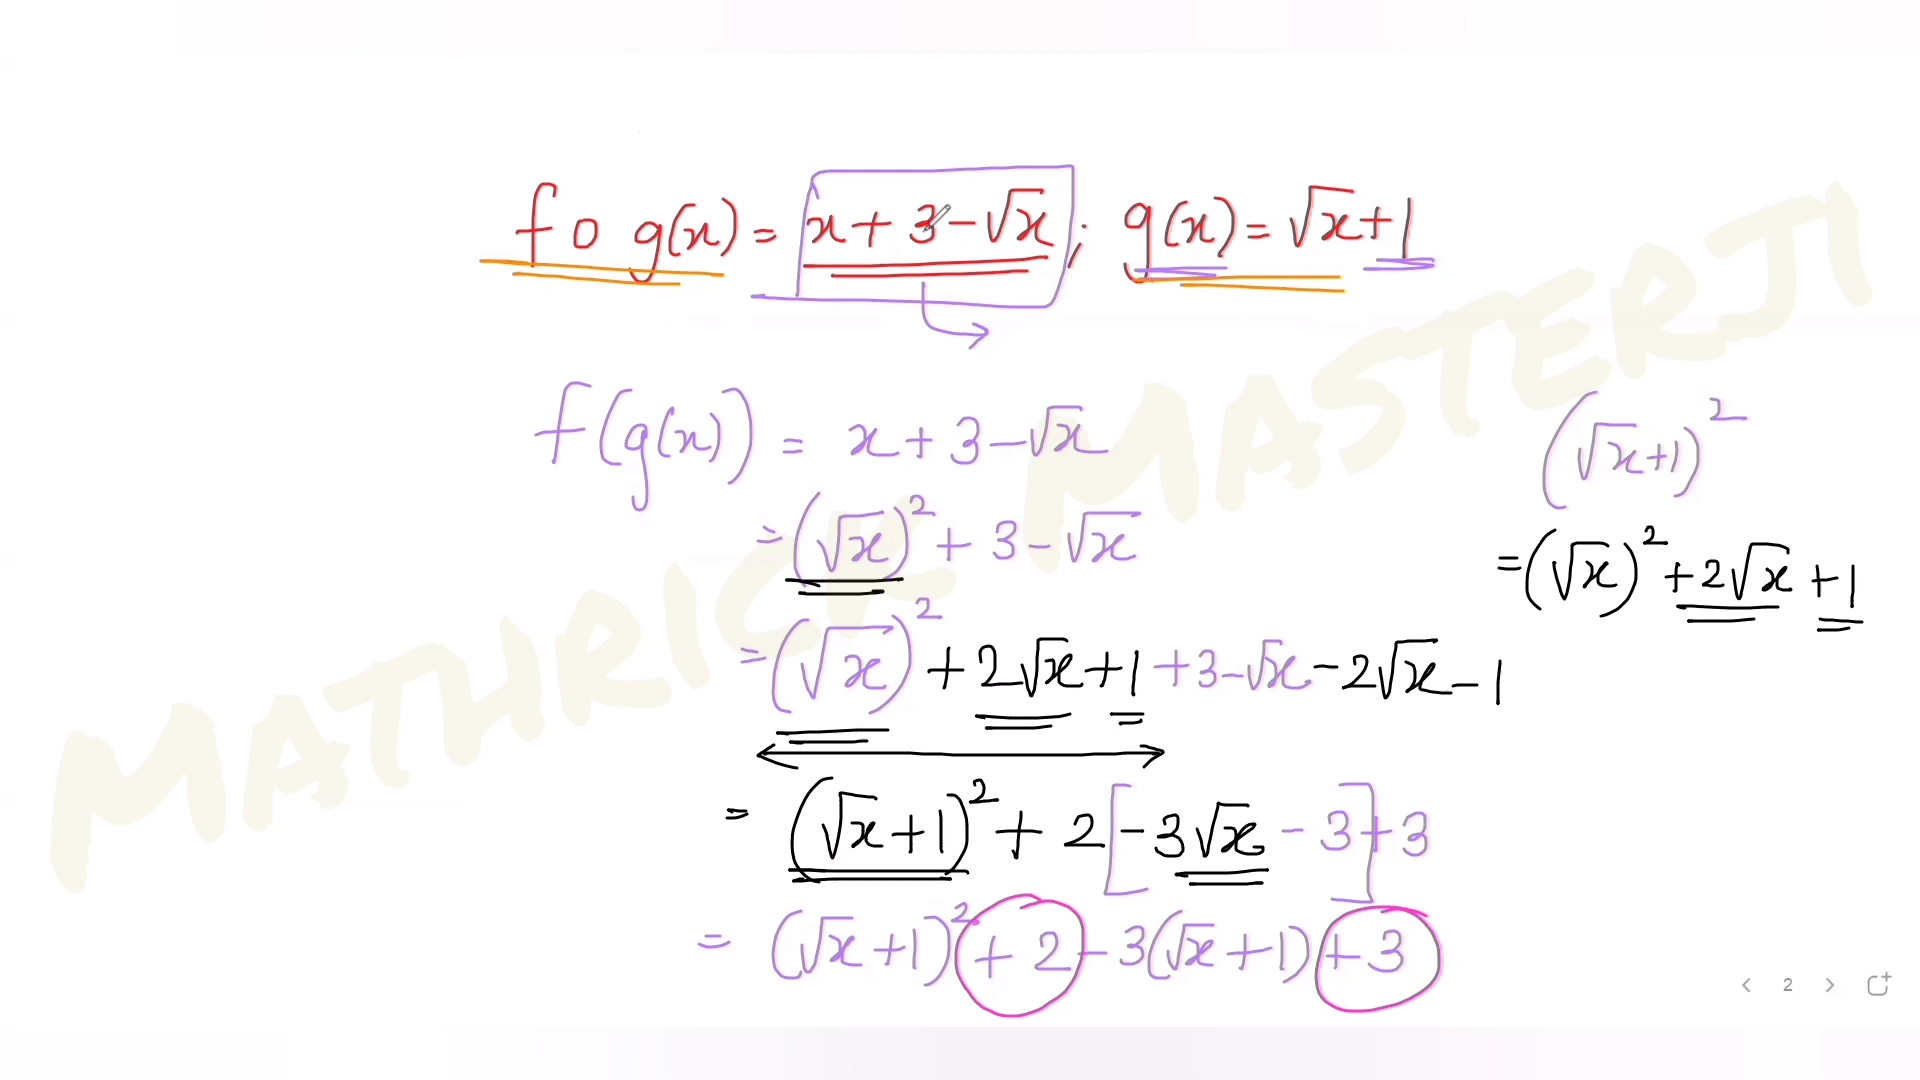 f o g(x) = x + 3 - √x ; g(x) = √x + 1
f(g(x)) = x + 3 - √x
= (√x)² + 3 - √x
= (√x)² + 2√x + 1 + 3 - √x - 2√x - 1
= (√x + 1)² + 2 [- 3√x - 3] + 3
= (√x + 1)² + 2 - 3(√x + 1) + 3
(√x + 1)²
= (√x)² + 2√x + 1
MATHRICK MASTERJI
2